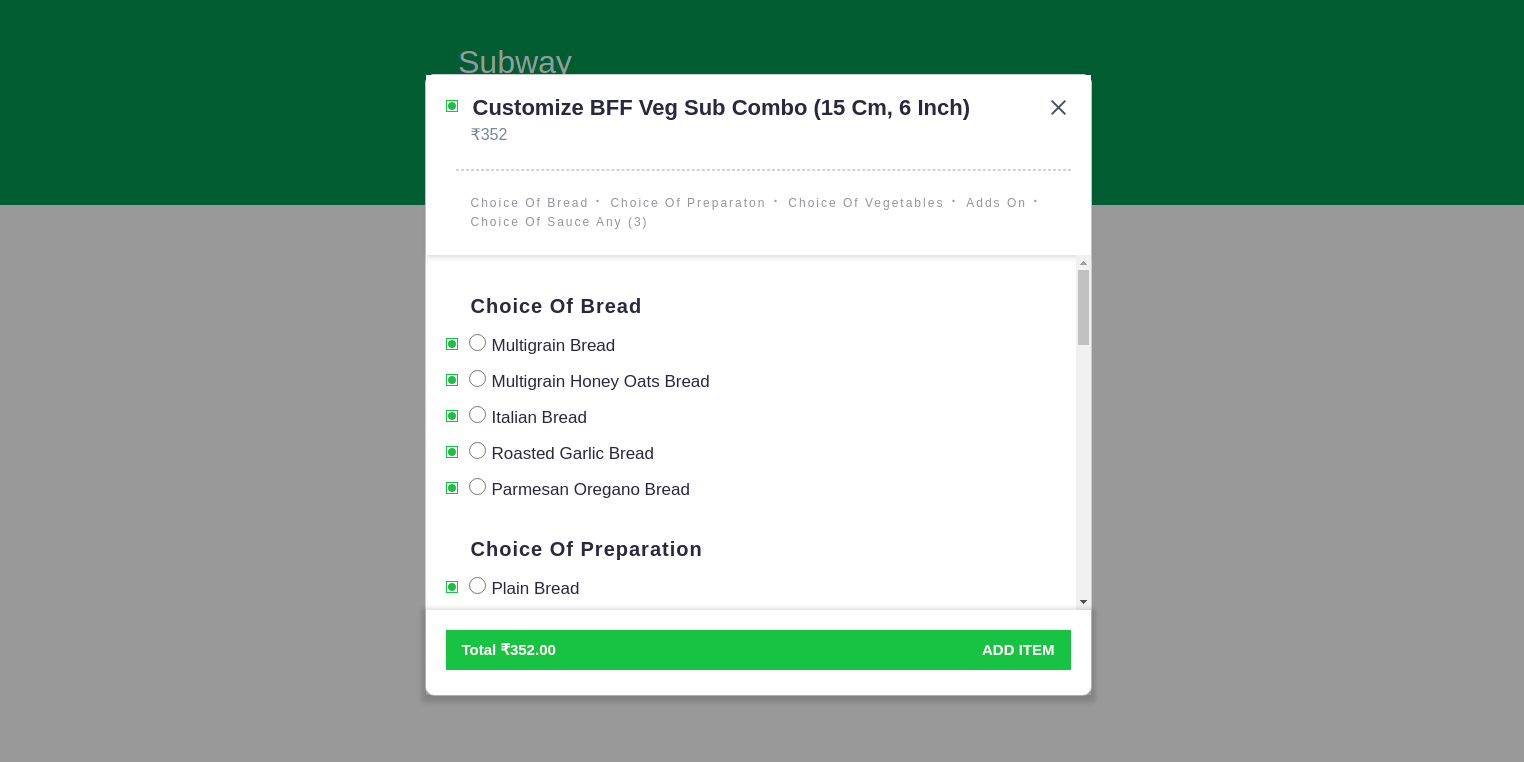 Subway
Customize BFF Veg Sub Combo (15 Cm, 6 Inch)
₹352
Choice Of Bread · Choice Of Preparaton · Choice Of Vegetables · Adds On ·
Choice Of Sauce Any (3)
Choice Of Bread
Multigrain Bread
Multigrain Honey Oats Bread
Italian Bread
Roasted Garlic Bread
Parmesan Oregano Bread
Choice Of Preparation
Plain Bread
Total ₹352.00 ADD ITEM